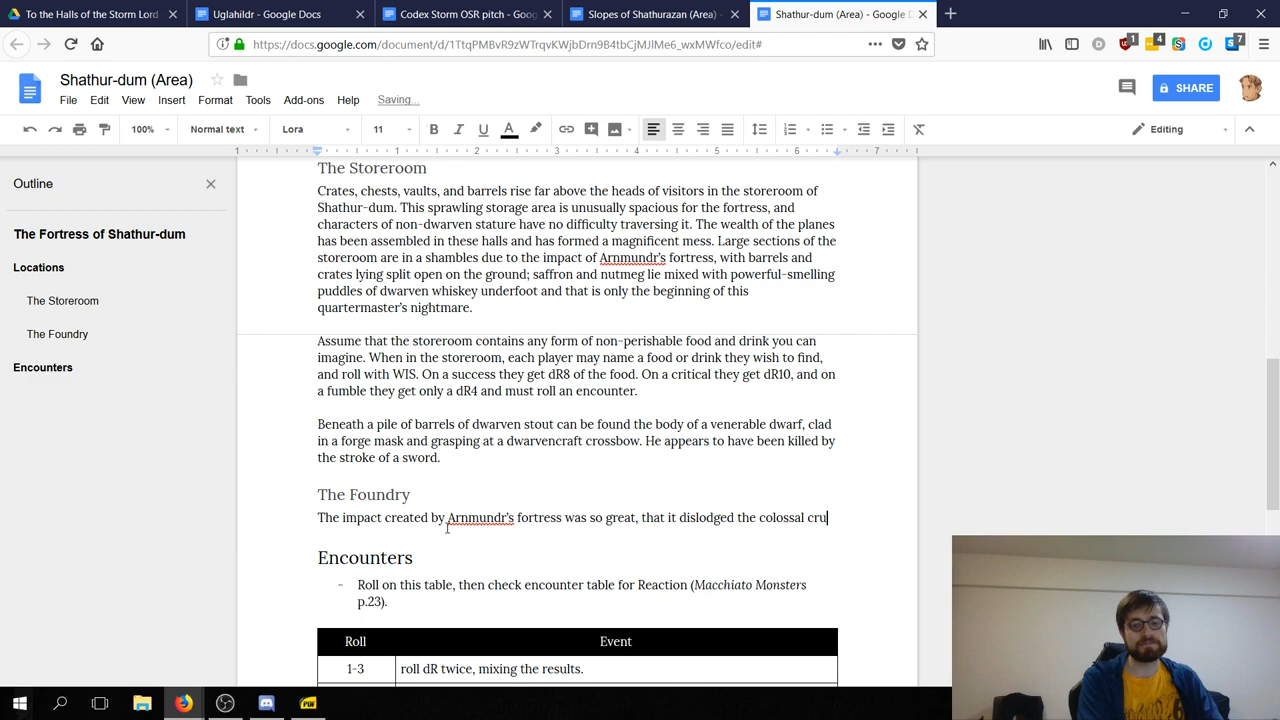 To the Halls of the Storm Lord
Uglahildr - Google Docs
Codex Storm OSR pitch - Goog
Slopes of Shathurazan (Area) -
Shathur-dum (Area) - Google D
https://docs.google.com/document/d/1TtqPMBvR9zWTrqvKWjbDrn9B4tbCjMJlMe6_wxMWfco/edit#
1
4
7
Shathur-dum (Area)
File Edit View Insert Format Tools Add-ons Help Saving...
SHARE
100% Normal text Lora 11 B I U A Editing
1 1 2 3 4 5 6 7
Outline
The Fortress of Shathur-dum
Locations
The Storeroom
The Foundry
Encounters
The Storeroom
Crates, chests, vaults, and barrels rise far above the heads of visitors in the storeroom of
Shathur-dum. This sprawling storage area is unusually spacious for the fortress, and
characters of non-dwarven stature have no difficulty traversing it. The wealth of the planes
has been assembled in these halls and has formed a magnificent mess. Large sections of the
storeroom are in a shambles due to the impact of Arnmundr's fortress, with barrels and
crates lying split open on the ground; saffron and nutmeg lie mixed with powerful-smelling
puddles of dwarven whiskey underfoot and that is only the beginning of this
quartermaster's nightmare.
Assume that the storeroom contains any form of non-perishable food and drink you can
imagine. When in the storeroom, each player may name a food or drink they wish to find,
and roll with WIS. On a success they get dR8 of the food. On a critical they get dR10, and on
a fumble they get only a dR4 and must roll an encounter.
Beneath a pile of barrels of dwarven stout can be found the body of a venerable dwarf, clad
in a forge mask and grasping at a dwarvencraft crossbow. He appears to have been killed by
the stroke of a sword.
The Foundry
The impact created by Arnmundr's fortress was so great, that it dislodged the colossal cru
Encounters
- Roll on this table, then check encounter table for Reaction (Macchiato Monsters
p.23).
Roll Event
1-3 roll dR twice, mixing the results.
PDF